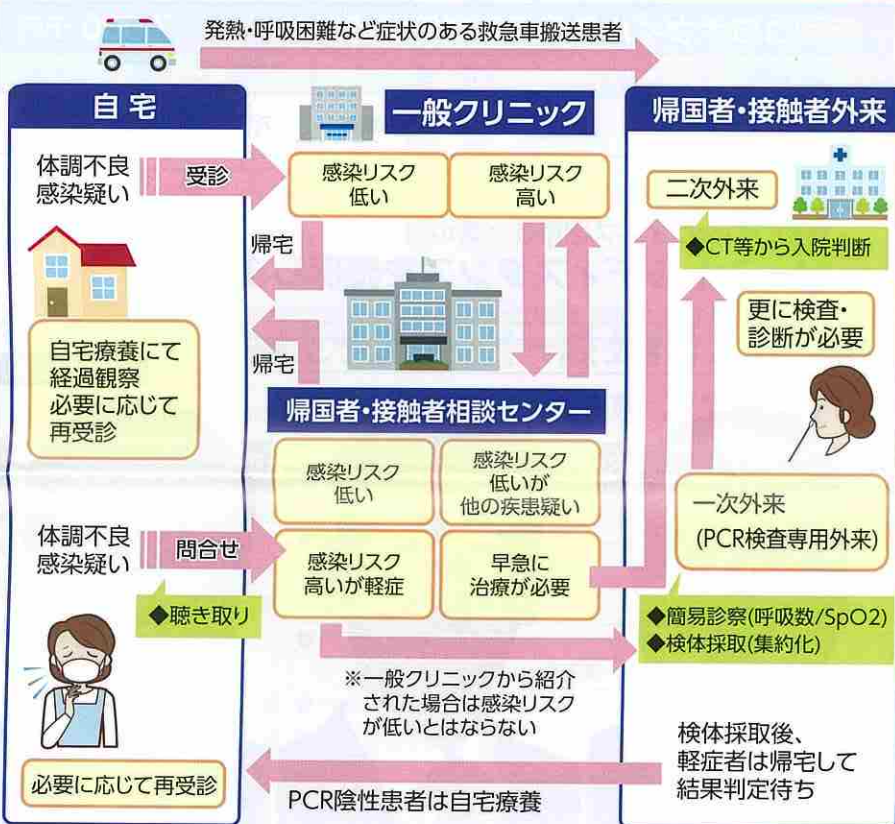 発熱・呼吸困難など症状のある救急車搬送患者
自宅
体調不良
感染疑い
受診
自宅療養にて
経過観察
必要に応じて
再受診
体調不良
感染疑い
問合せ
◆聴き取り
必要に応じて再受診
一般クリニック
感染リスク
低い
感染リスク
高い
帰宅
帰宅
帰国者・接触者相談センター
感染リスク
低い
感染リスク
低いが
他の疾患疑い
感染リスク
高いが軽症
早急に
治療が必要
※一般クリニックから紹介
された場合は感染リスク
が低いとはならない
PCR陰性患者は自宅療養
帰国者・接触者外来
二次外来
◆CT等から入院判断
更に検査・
診断が必要
一次外来
(PCR検査専用外来)
◆簡易診察(呼吸数/SpO2)
◆検体採取(集約化)
検体採取後、
軽症者は帰宅して
結果判定待ち